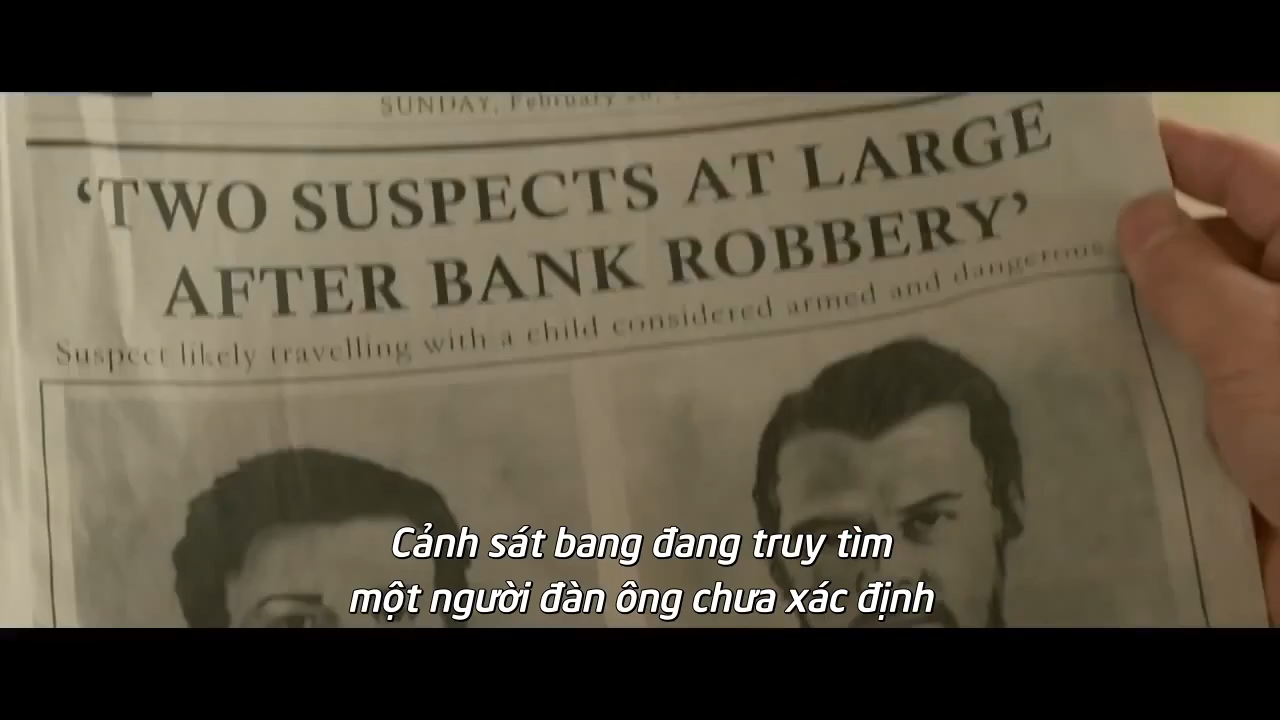 SUNDAY, February
‘TWO SUSPECTS AT LARGE
AFTER BANK ROBBERY’
Suspect likely travelling with a child considered armed and dangerous
Cảnh sát bang đang truy tìm
một người đàn ông chưa xác định